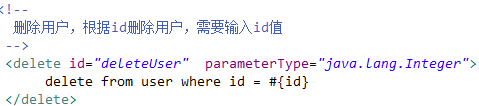 <!--
删除用户，根据id删除用户，需要输入id值
-->
<delete id="deleteUser"  parameterType="java.lang.Integer">
delete from user where id = #{id}
</delete>